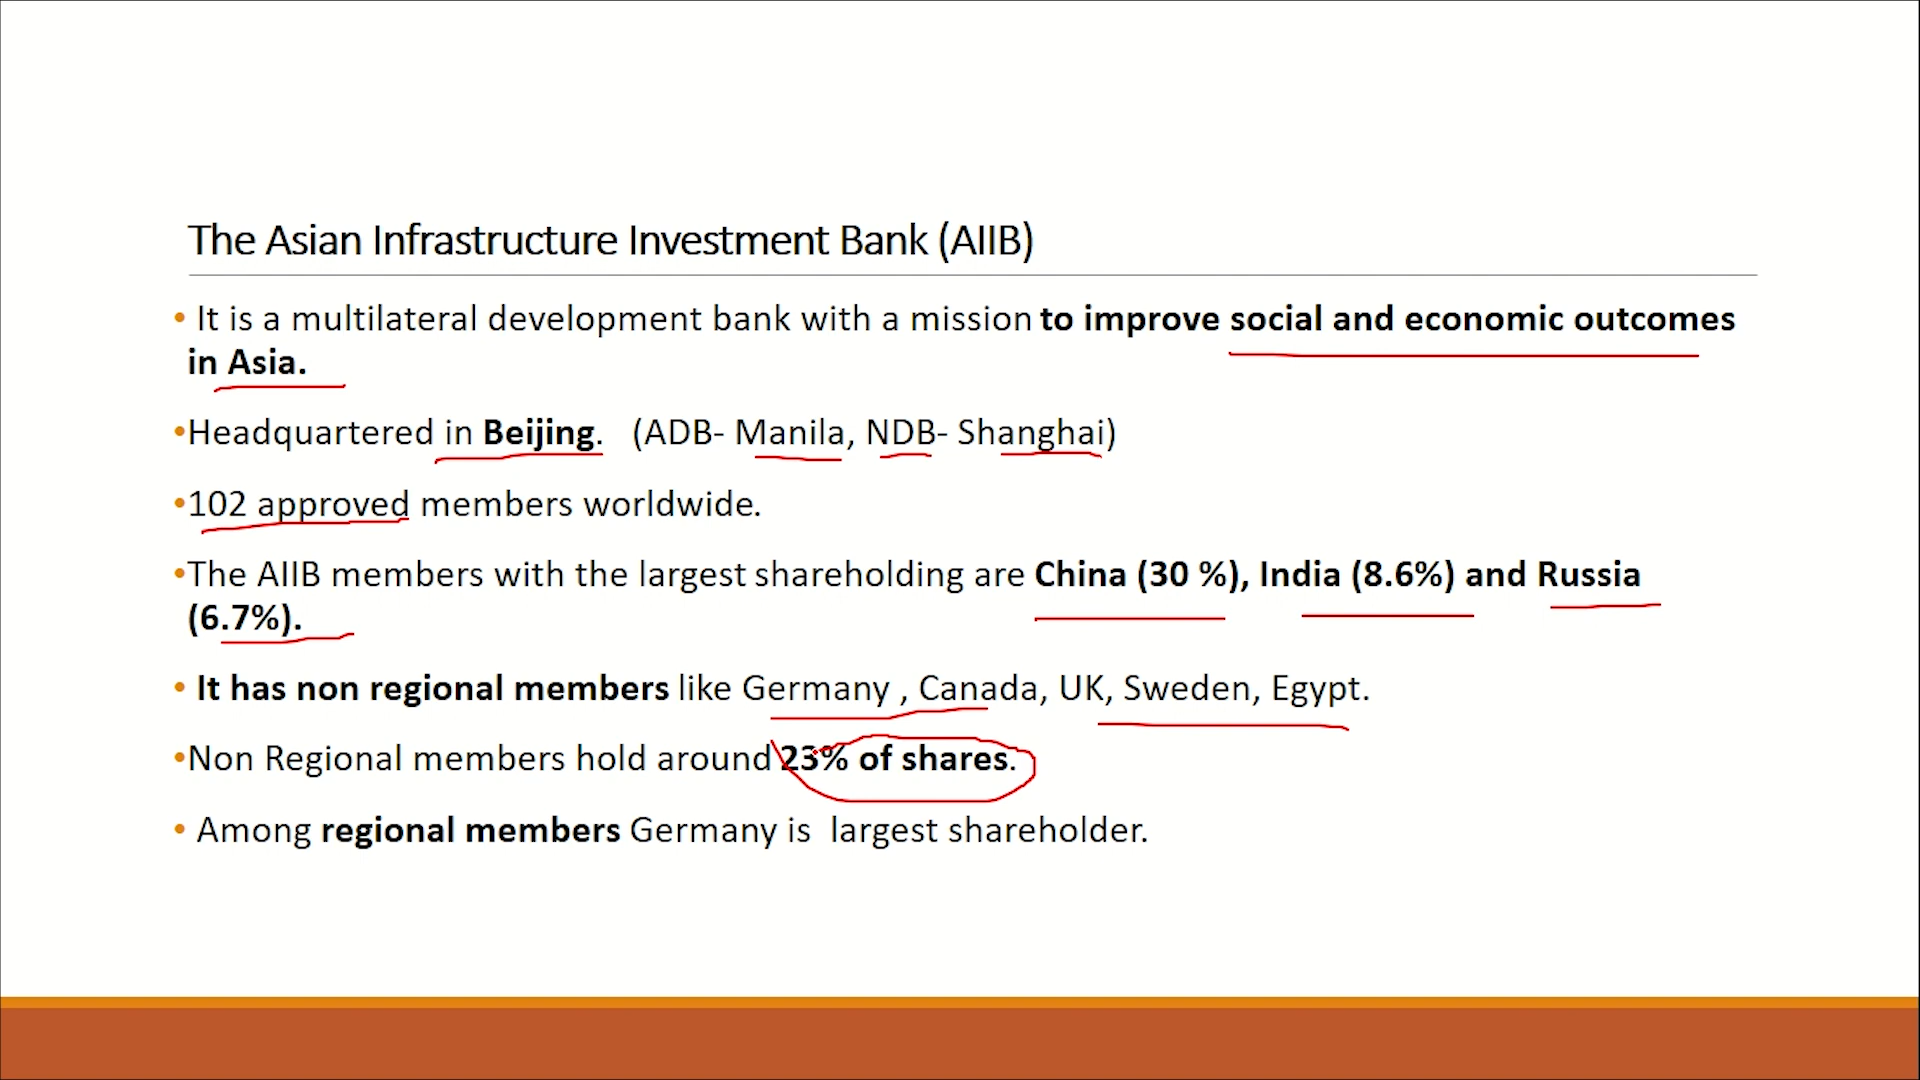 The Asian Infrastructure Investment Bank (AIIB)
• It is a multilateral development bank with a mission to improve social and economic outcomes
in Asia.
•Headquartered in Beijing. (ADB- Manila, NDB- Shanghai)
•102 approved members worldwide.
•The AIIB members with the largest shareholding are China (30 %), India (8.6%) and Russia
(6.7%).
• It has non regional members like Germany , Canada, UK, Sweden, Egypt.
•Non Regional members hold around 23% of shares.
• Among regional members Germany is largest shareholder.